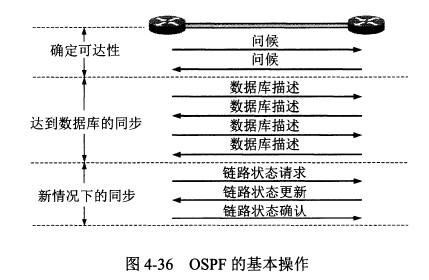 问候
确定可达性
问候
数据库描述
数据库描述
达到数据库的同步
数据库描述
数据库描述
链路状态请求
新情况下的同步
链路状态更新
链路状态确认
图 4-36 OSPF 的基本操作